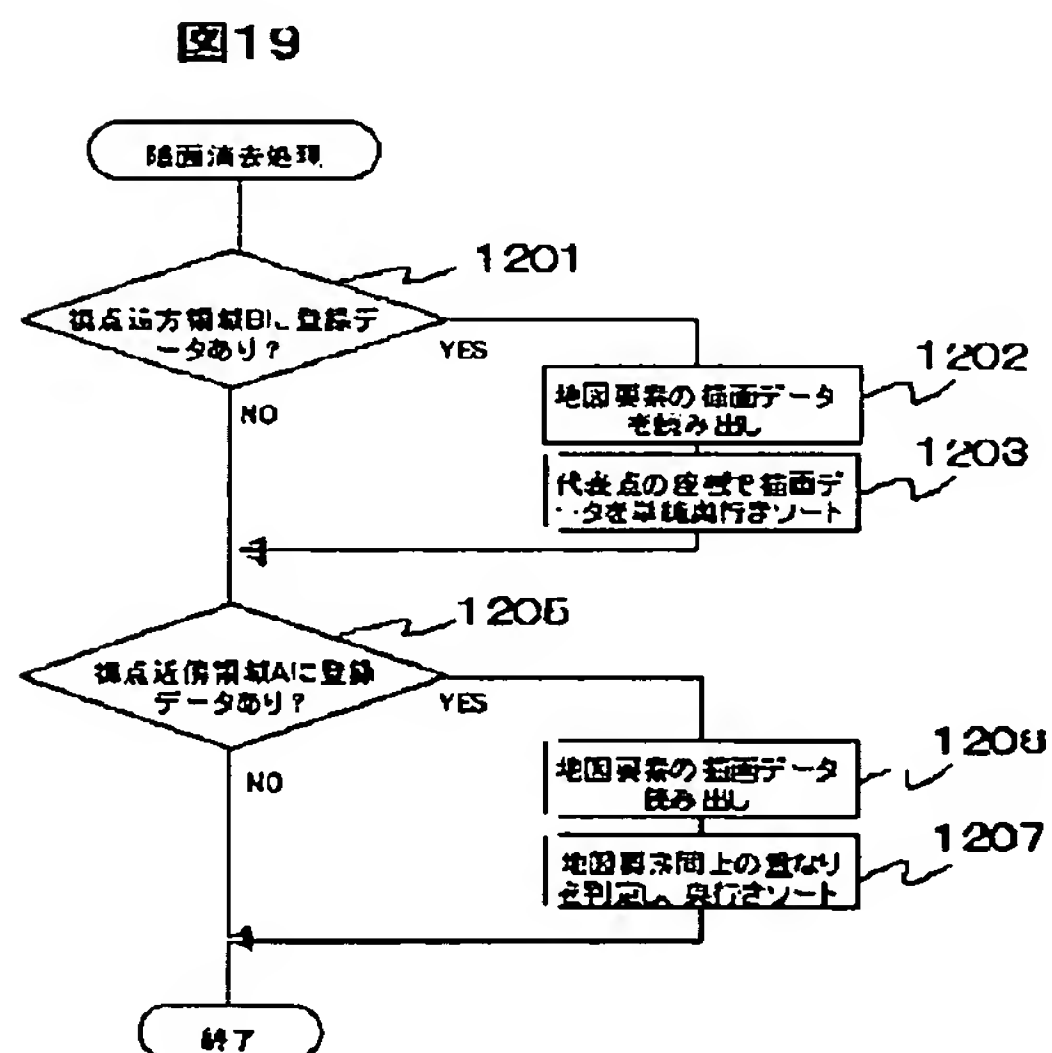 図19
隠面消去処理
1201
視点遠方領域Bに登録デ
ータあり？
YES
NO
1202
地図要素の描画データ
を読み出し
1203
代表点の座標で描画デ
ータを単純奥行きソート
1205
視点近傍領域Aに登録
データあり？
YES
NO
1206
地図要素の描画データ
読み出し
1207
地図要素同士の重なり
を判定し、奥行きソート
終了